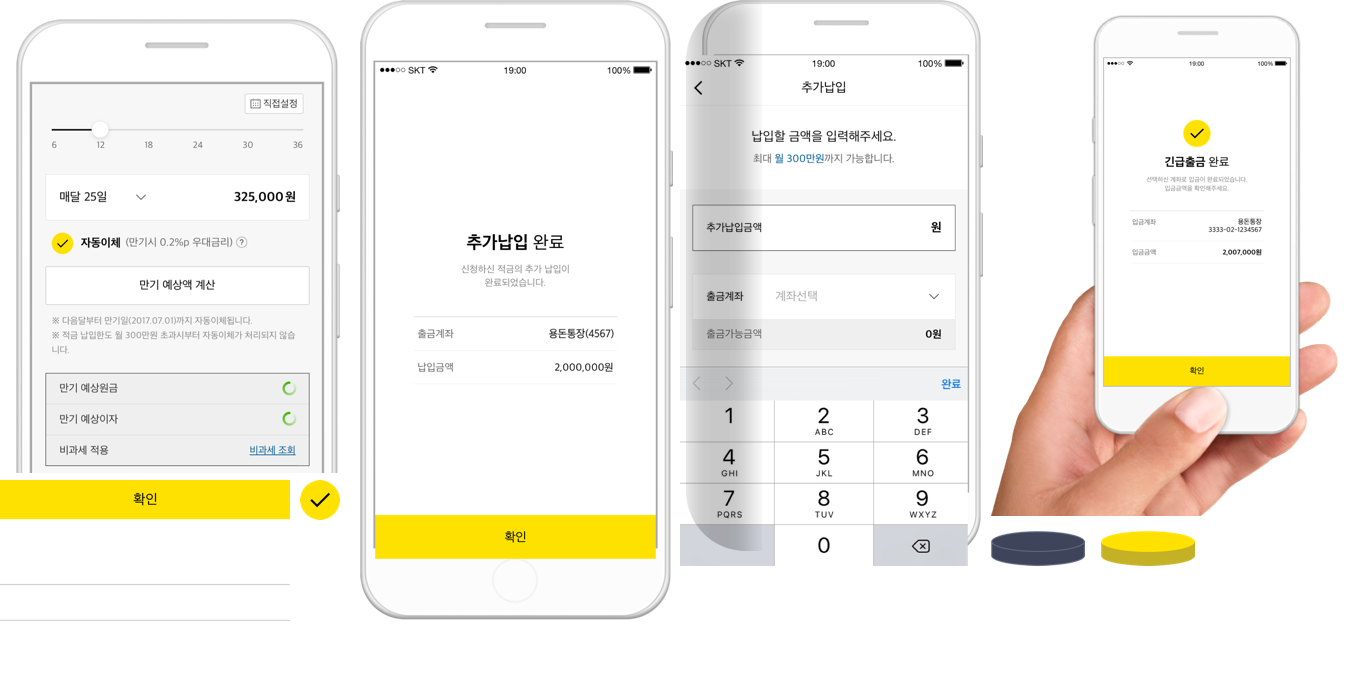 직접설정
6 12 18 24 30 36
매달 25일 325,000원
자동이체 (만기시 0.2%p 우대금리) ?
만기 예상액 계산
※ 다음달부터 만기일(2017.07.01)까지 자동이체됩니다.
※ 적금 납입한도 월 300만원 초과시부터 자동이체가 처리되지 않습
니다.
만기 예상원금
만기 예상이자
비과세 적용 비과세 조회
확인
SKT 19:00 100%
추가납입 완료
신청하신 적금의 추가 납입이
완료되었습니다.
출금계좌 용돈통장(4567)
납입금액 2,000,000원
확인
SKT 19:00 100%
추가납입
납입할 금액을 입력해주세요.
최대 월 300만원까지 가능합니다.
추가납입금액 원
출금계좌 계좌선택
출금가능금액 0원
완료
1 2 3
ABC DEF
4 5 6
GHI JKL MNO
7 8 9
PQRS TUV WXYZ
0
19:00 100%
긴급출금 완료
선택하신 계좌로 입금이 완료되었습니다.
입금금액을 확인해주세요.
입금계좌 용돈통장
3333-02-1234567
입금금액 2,007,000원
확인